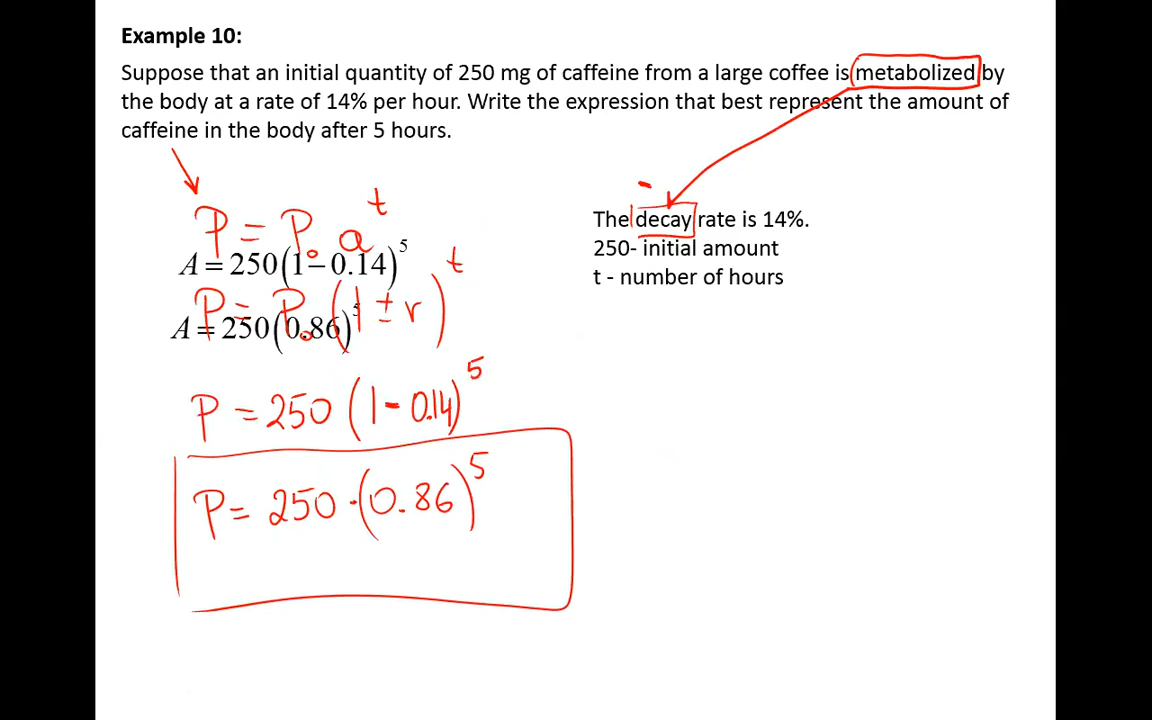 Example 10:
Suppose that an initial quantity of 250 mg of caffeine from a large coffee is metabolized by
the body at a rate of 14% per hour. Write the expression that best represent the amount of
caffeine in the body after 5 hours.
P = P₀ aᵗ
A = 250(1 − 0.14)⁵
P = P₀ (1 ± r)ᵗ
A = 250(0.86)⁵
P = 250 (1 - 0.14)⁵
P = 250 · (0.86)⁵
-
The decay rate is 14%.
250- initial amount
t - number of hours